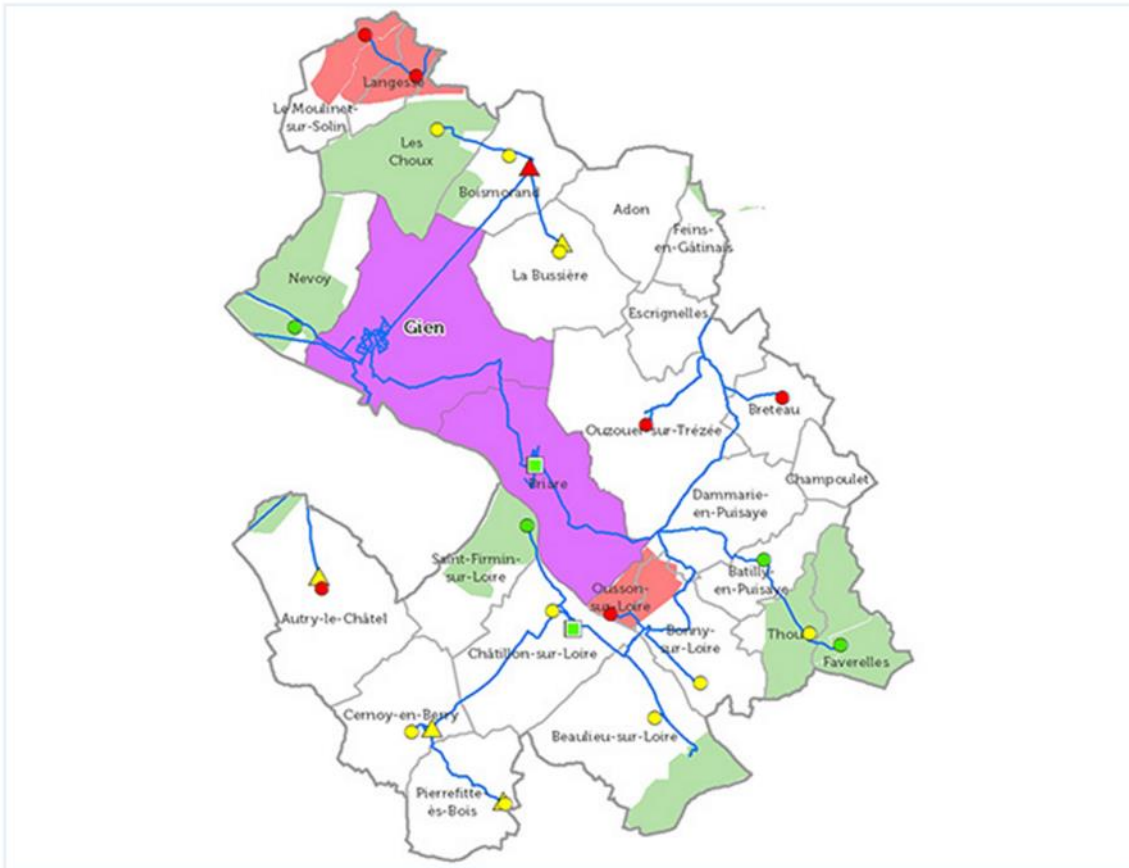 Langesse
Le Moulinet-
sur-Solin
Les
Choux
Boismorand
Adon
Feins-
en-Gâtinais
Nevoy
La Bussière
Escrignelles
Gien
Breteau
Ouzouer-sur-Trézée
Champoulet
Briare
Dammarie-
en-Puisaye
Saint-Firmin-
sur-Loire
Batilly-
en-Puisaye
Ousson-
sur-Loire
Autry-le-Châtel
Thou
Bonny-
sur-Loire
Châtillon-sur-Loire
Faverelles
Cernoy-en-Berry
Beaulieu-sur-Loire
Pierrefitte
ès-Bois